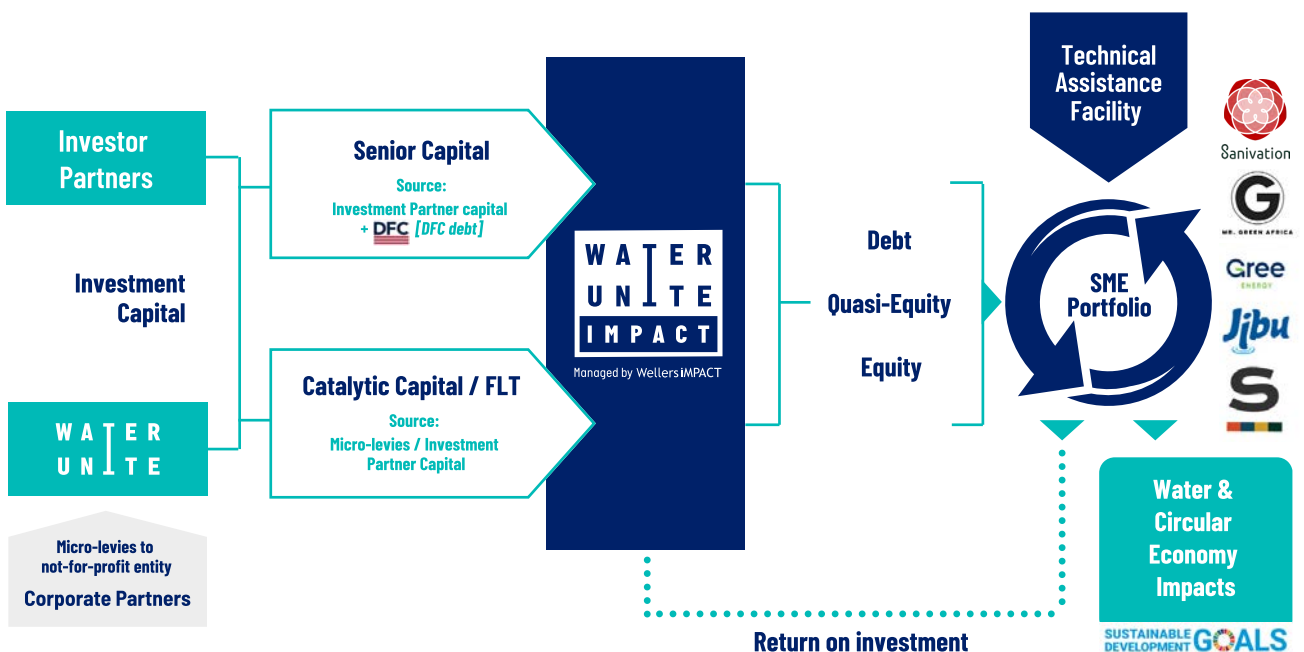 Investor
Partners
Investment
Capital
WATER
UNITE
Micro-levies to
not-for-profit entity
Corporate Partners
Senior Capital
Source:
Investment Partner capital
+ DFC [DFC debt]
Catalytic Capital / FLT
Source:
Micro-levies / Investment
Partner Capital
WATER
UNITE
IMPACT
Managed by Wellers iMPACT
Debt
Quasi-Equity
Equity
Technical
Assistance
Facility
SME
Portfolio
Sanivation
G
MR. GREEN AFRICA
Gree
ENERGY
Jibu
S
Water &
Circular
Economy
Impacts
SUSTAINABLE
DEVELOPMENT GOALS
Return on investment